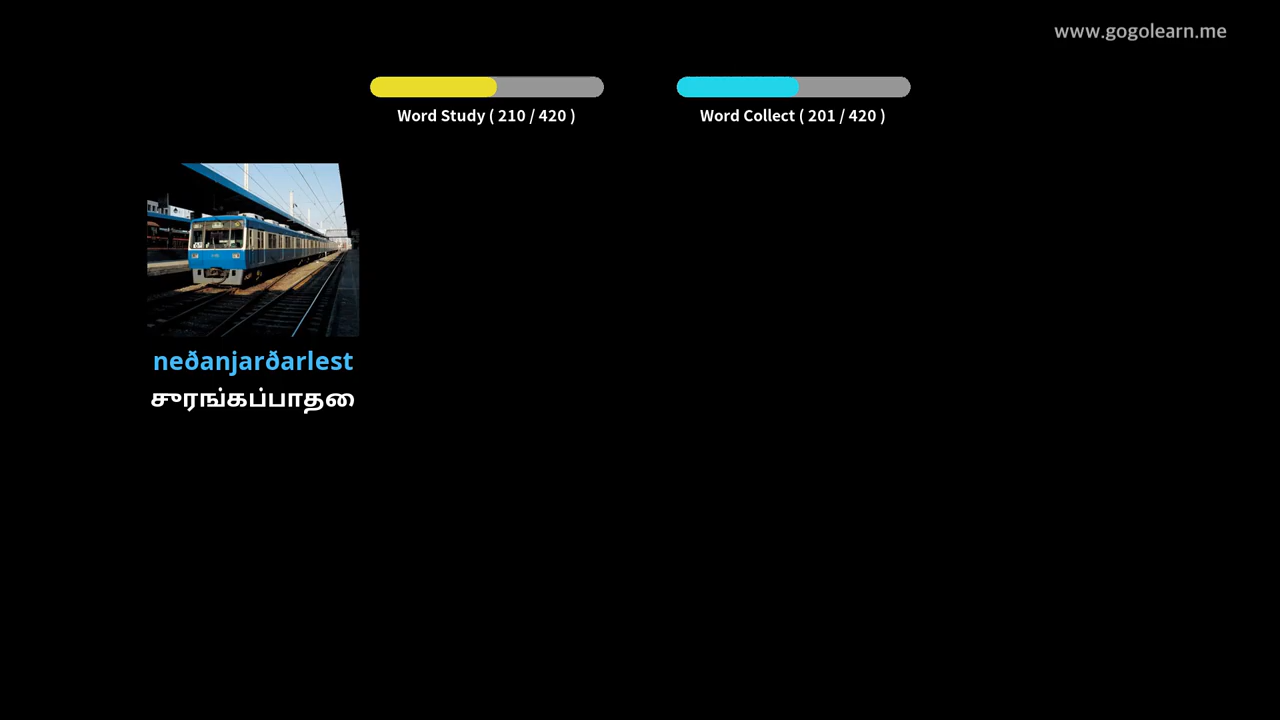 www.gogolearn.me
Word Study ( 210 / 420 )
Word Collect ( 201 / 420 )
neðanjarðarlest
சுரங்கப்பாதை